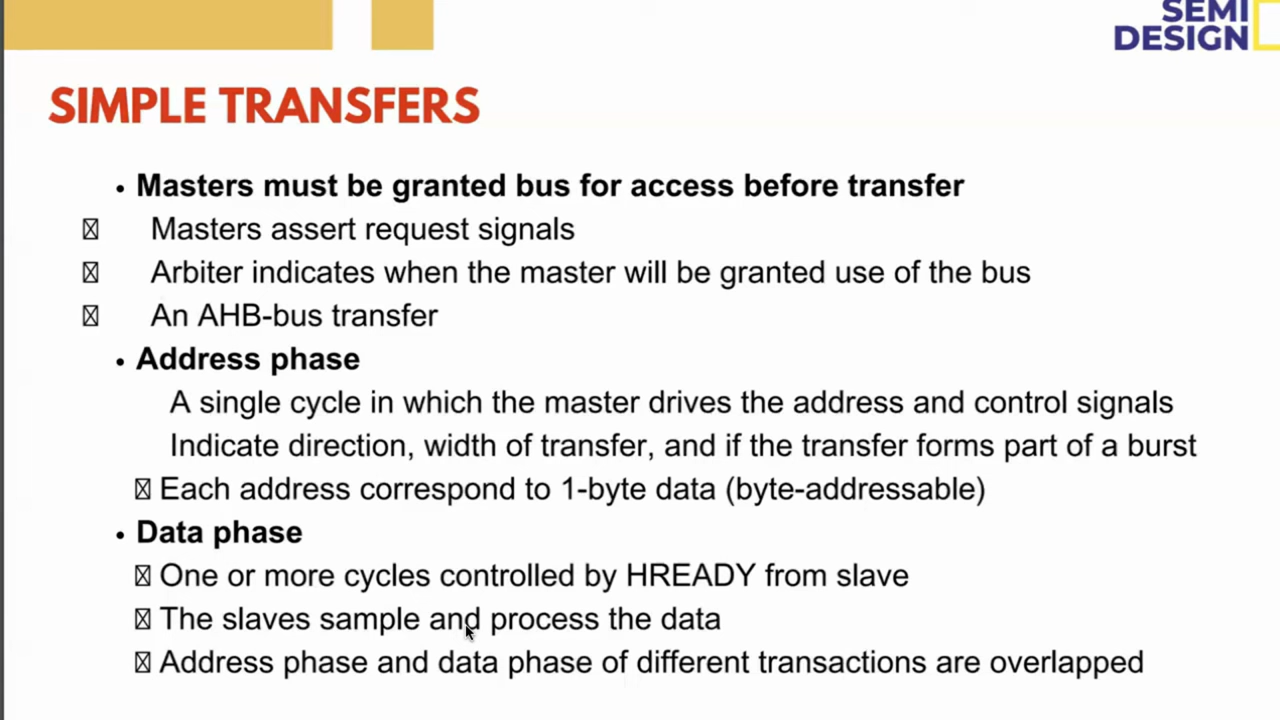 SEMI
DESIGN
SIMPLE TRANSFERS
• Masters must be granted bus for access before transfer
Masters assert request signals
Arbiter indicates when the master will be granted use of the bus
An AHB-bus transfer
• Address phase
A single cycle in which the master drives the address and control signals
Indicate direction, width of transfer, and if the transfer forms part of a burst
Each address correspond to 1-byte data (byte-addressable)
• Data phase
One or more cycles controlled by HREADY from slave
The slaves sample and process the data
Address phase and data phase of different transactions are overlapped